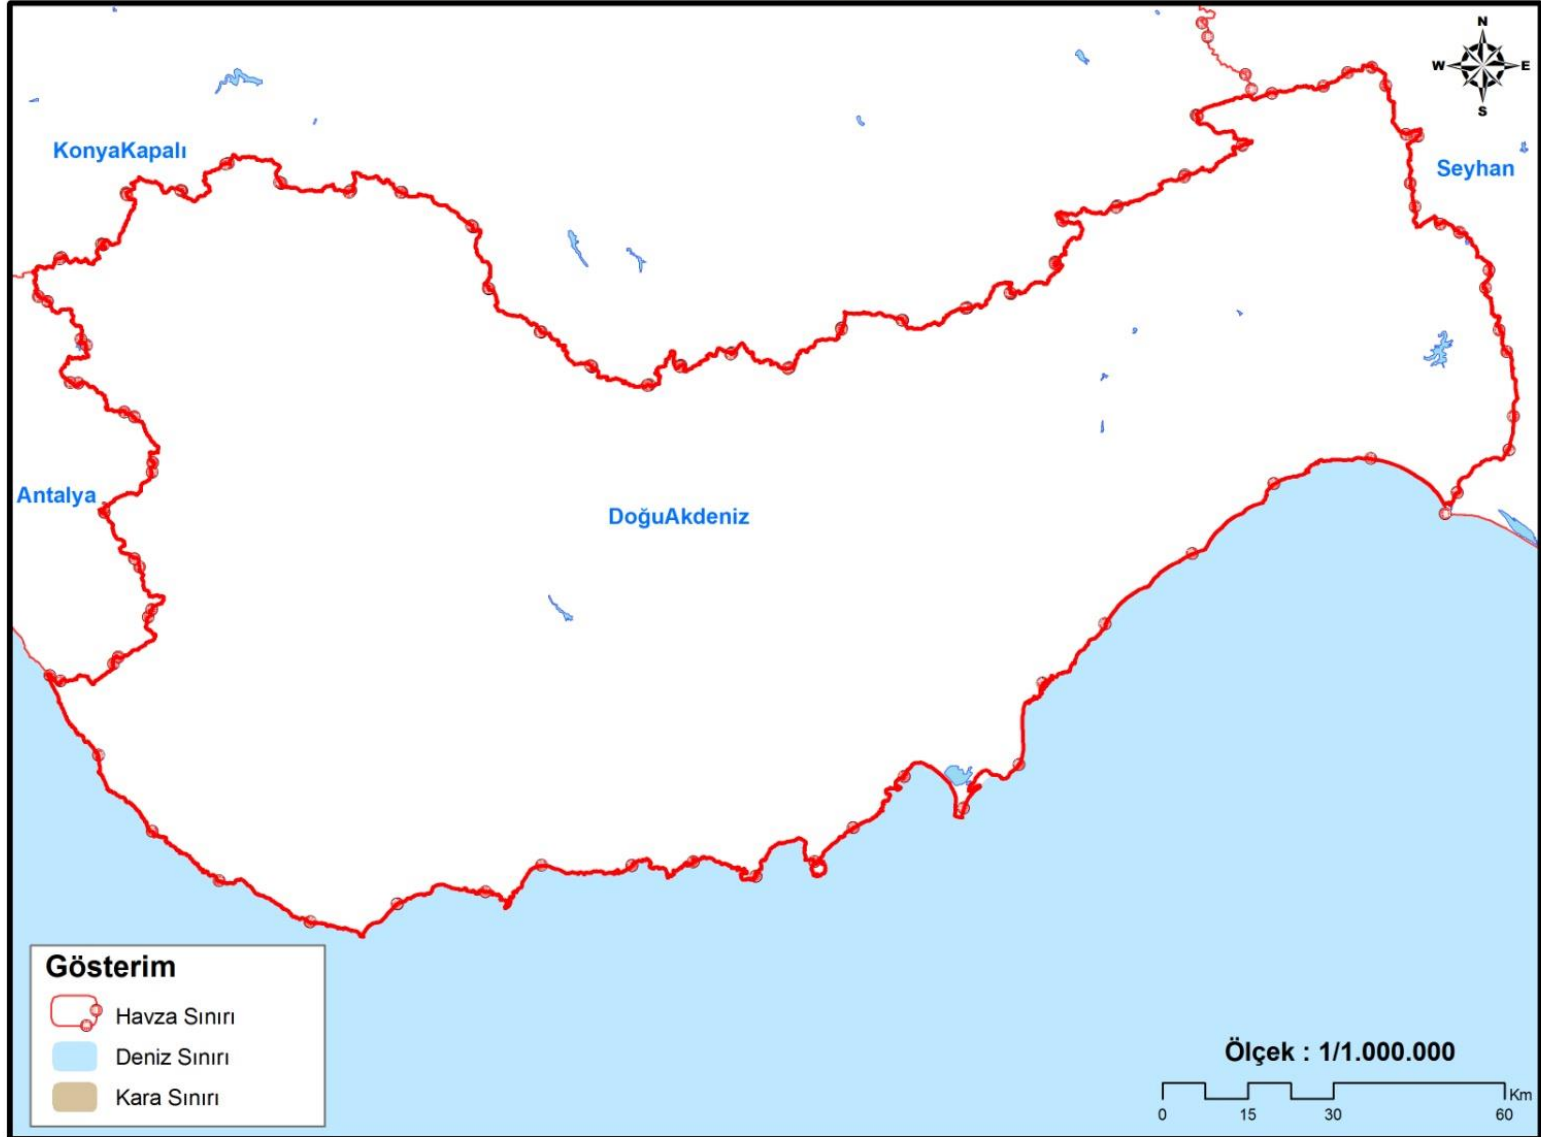 N
W E
S
KonyaKapalı
Seyhan
Antalya
DoğuAkdeniz
Gösterim
Havza Sınırı
Deniz Sınırı
Kara Sınırı
Ölçek : 1/1.000.000
Km
0 15 30 60